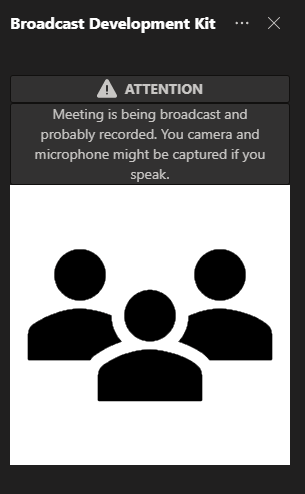 Broadcast Development Kit
ATTENTION
Meeting is being broadcast and
probably recorded. You camera and
microphone might be captured if you
speak.